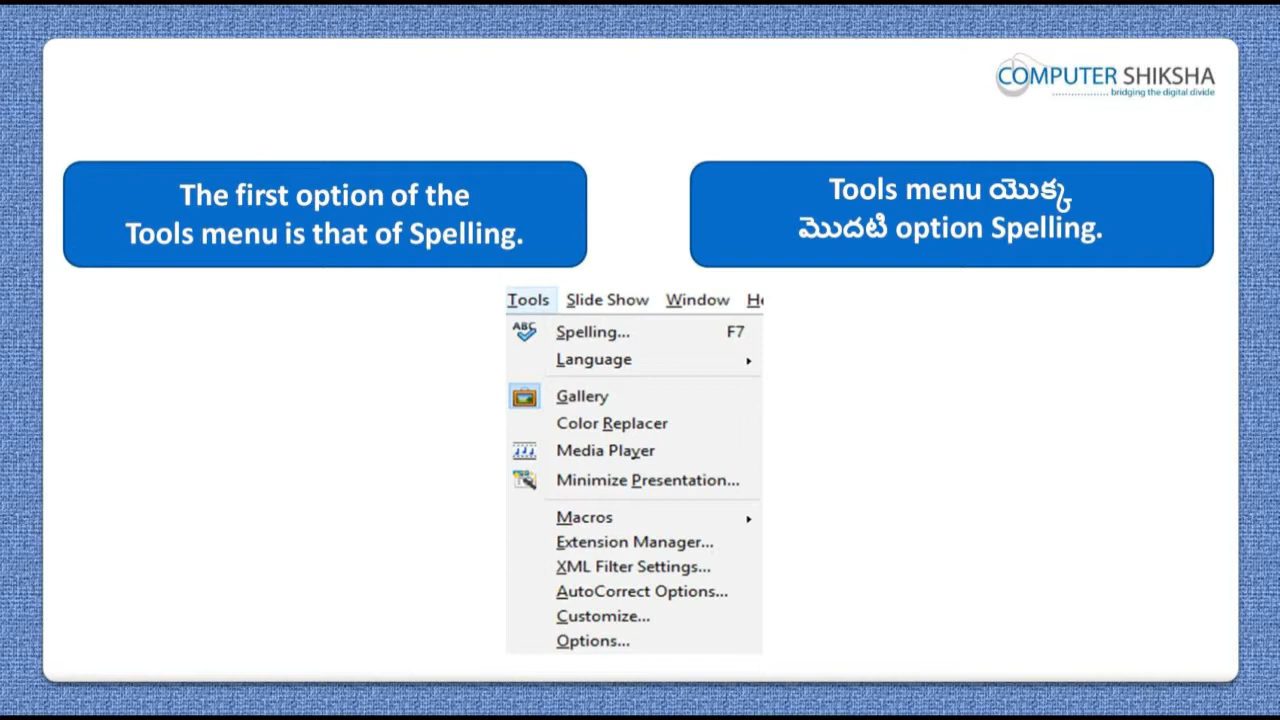 COMPUTER SHIKSHA
.................. bridging the digital divide
The first option of the
Tools menu is that of Spelling.
Tools menu యొక్క
మొదటి option Spelling.
Tools Slide Show Window
ABC Spelling... F7
Language
Gallery
Color Replacer
Media Player
Minimize Presentation...
Macros
Extension Manager...
XML Filter Settings...
AutoCorrect Options...
Customize...
Options...